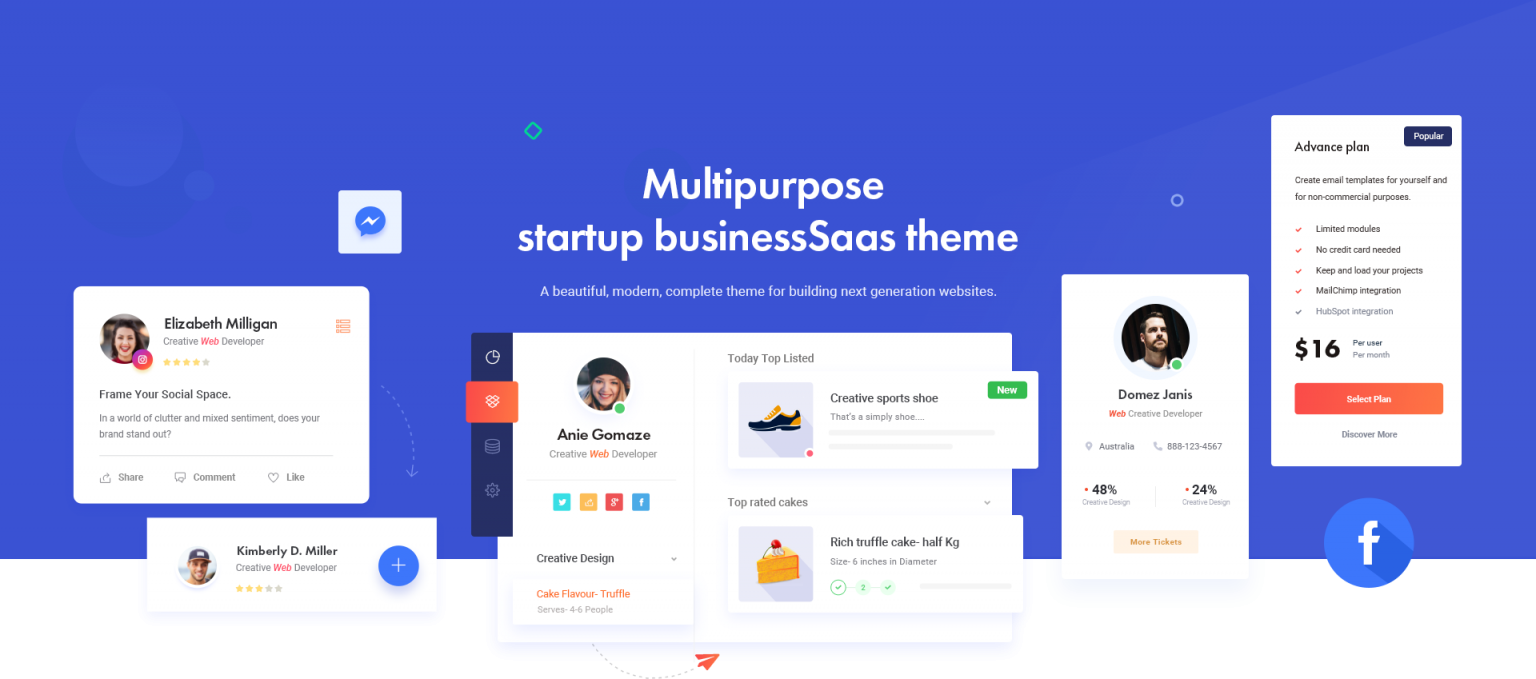 Multipurpose
startup businessSaas theme
A beautiful, modern, complete theme for building next generation websites.
Elizabeth Milligan
Creative Web Developer
Frame Your Social Space.
In a world of clutter and mixed sentiment, does your
brand stand out?
Share
Comment
Like
Kimberly D. Miller
Creative Web Developer
Anie Gomaze
Creative Web Developer
Creative Design
Cake Flavour- Truffle
Serves- 4-6 People
Today Top Listed
New
Creative sports shoe
That's a simply shoe....
Top rated cakes
Rich truffle cake- half Kg
Size- 6 inches in Diameter
2
Domez Janis
Web Creative Developer
Australia
888-123-4567
48%
Creative Design
24%
Creative Design
More Tickets
Popular
Advance plan
Create email templates for yourself and
for non-commercial purposes.
Limited modules
No credit card needed
Keep and load your projects
MailChimp integration
HubSpot integration
$16
Per user
Per month
Select Plan
Discover More